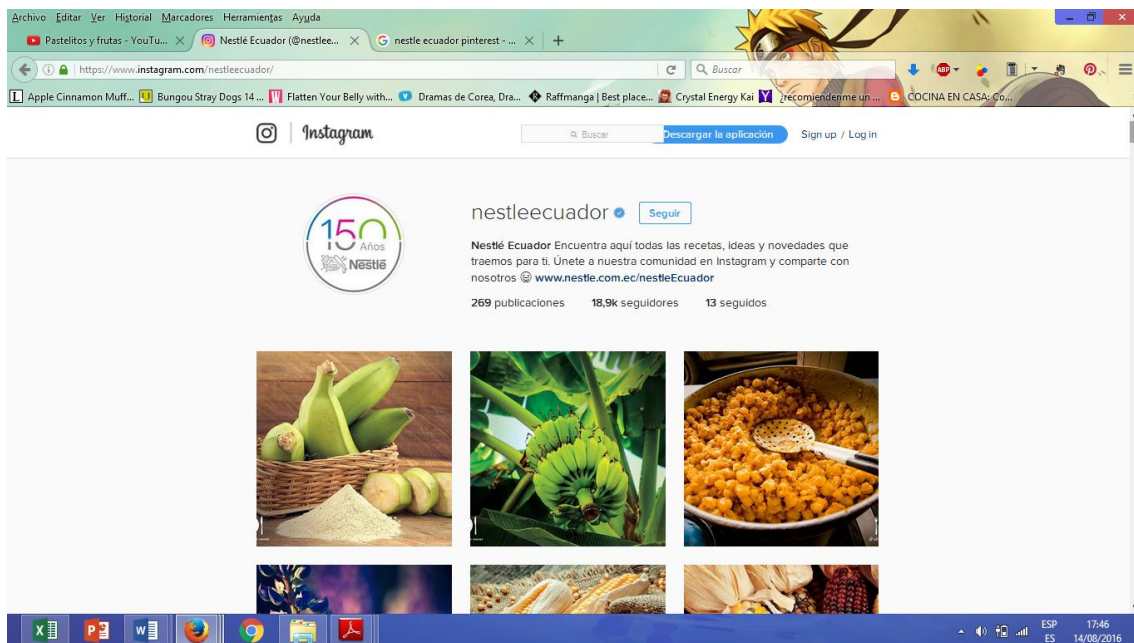 Archivo Editar Ver Historial Marcadores Herramientas Ayuda
Pastelitos y frutas - YouTu...
Nestlé Ecuador (@nestlee...
nestle ecuador pinterest - ...
https://www.instagram.com/nestleecuador/
Buscar
Apple Cinnamon Muff...
Bungou Stray Dogs 14 ...
Flatten Your Belly with...
Dramas de Corea, Dra...
Raffmanga | Best place...
Crystal Energy Kai
¿recomiendenme un ...
COCINA EN CASA: Co...
Instagram
Buscar
Descargar la aplicación
Sign up / Log in
150
Años
Nestlé
nestleecuador
Seguir
Nestlé Ecuador Encuentra aquí todas las recetas, ideas y novedades que
traemos para ti. Únete a nuestra comunidad en Instagram y comparte con
nosotros 😀 www.nestle.com.ec/nestleEcuador
269 publicaciones 18,9k seguidores 13 seguidos
ESP
ES
17:46
14/08/2016